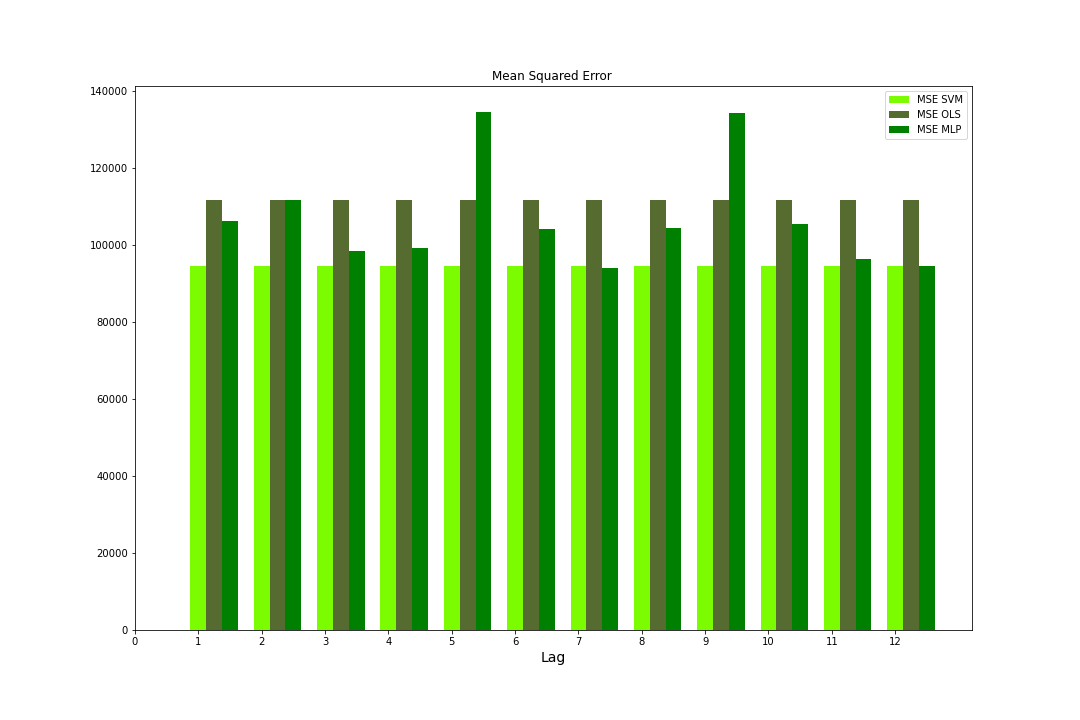 Mean Squared Error
140000
120000
100000
80000
60000
40000
20000
0
MSE SVM
MSE OLS
MSE MLP
0 1 2 3 4 5 6 7 8 9 10 11 12
Lag